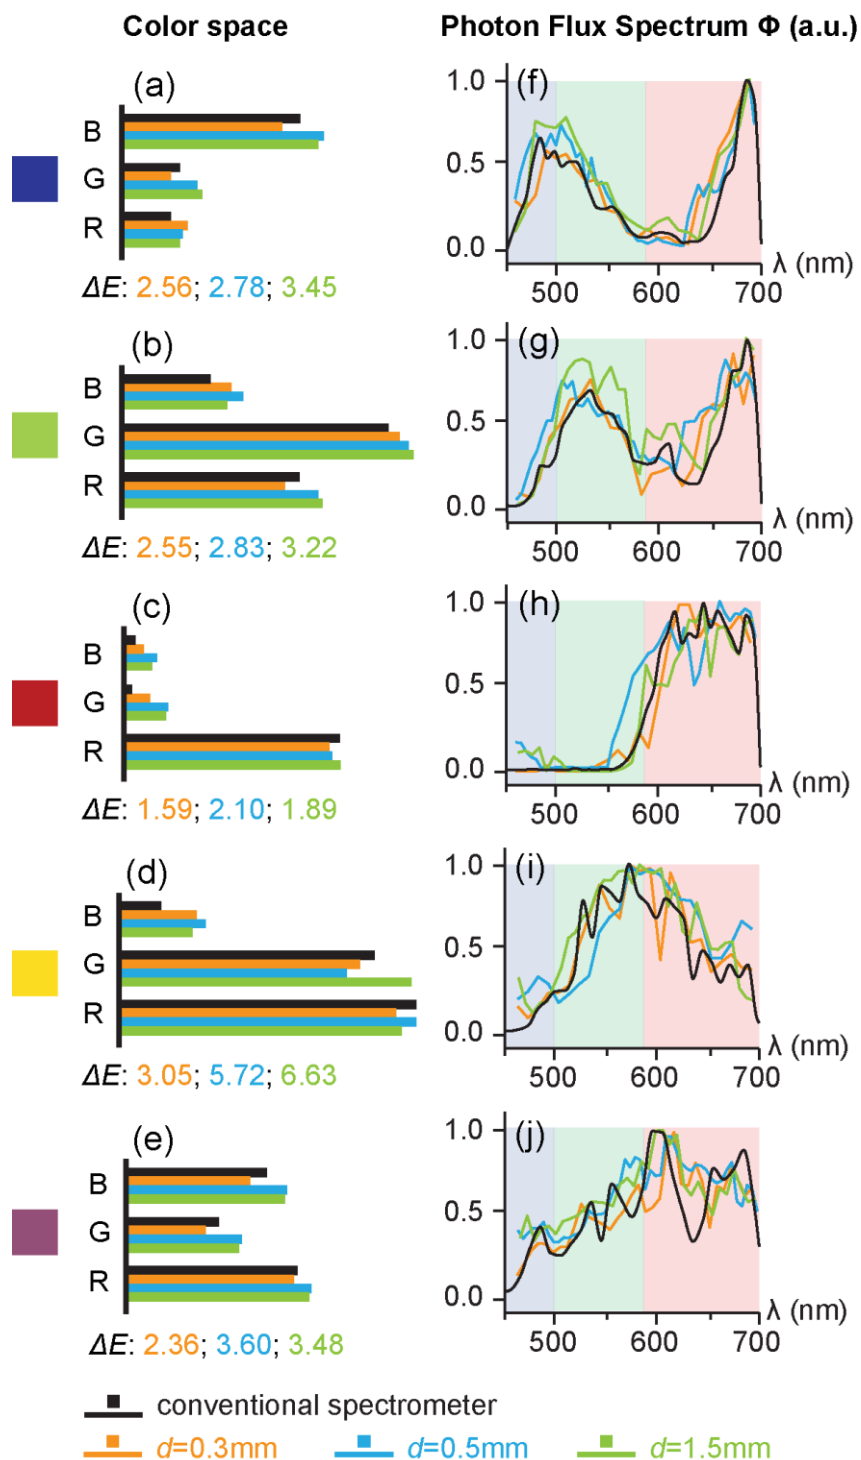 Color space
Photon Flux Spectrum Φ (a.u.)
(a)
B
G
R
ΔE: 2.56; 2.78; 3.45
(f)
1.0
0.5
0.0
λ (nm)
500 600 700
(b)
B
G
R
ΔE: 2.55; 2.83; 3.22
(g)
1.0
0.5
0.0
λ (nm)
500 600 700
(c)
B
G
R
ΔE: 1.59; 2.10; 1.89
(h)
1.0
0.5
0.0
λ (nm)
500 600 700
(d)
B
G
R
ΔE: 3.05; 5.72; 6.63
(i)
1.0
0.5
0.0
λ (nm)
500 600 700
(e)
B
G
R
ΔE: 2.36; 3.60; 3.48
(j)
1.0
0.5
0.0
λ (nm)
500 600 700
conventional spectrometer
d=0.3mm d=0.5mm d=1.5mm